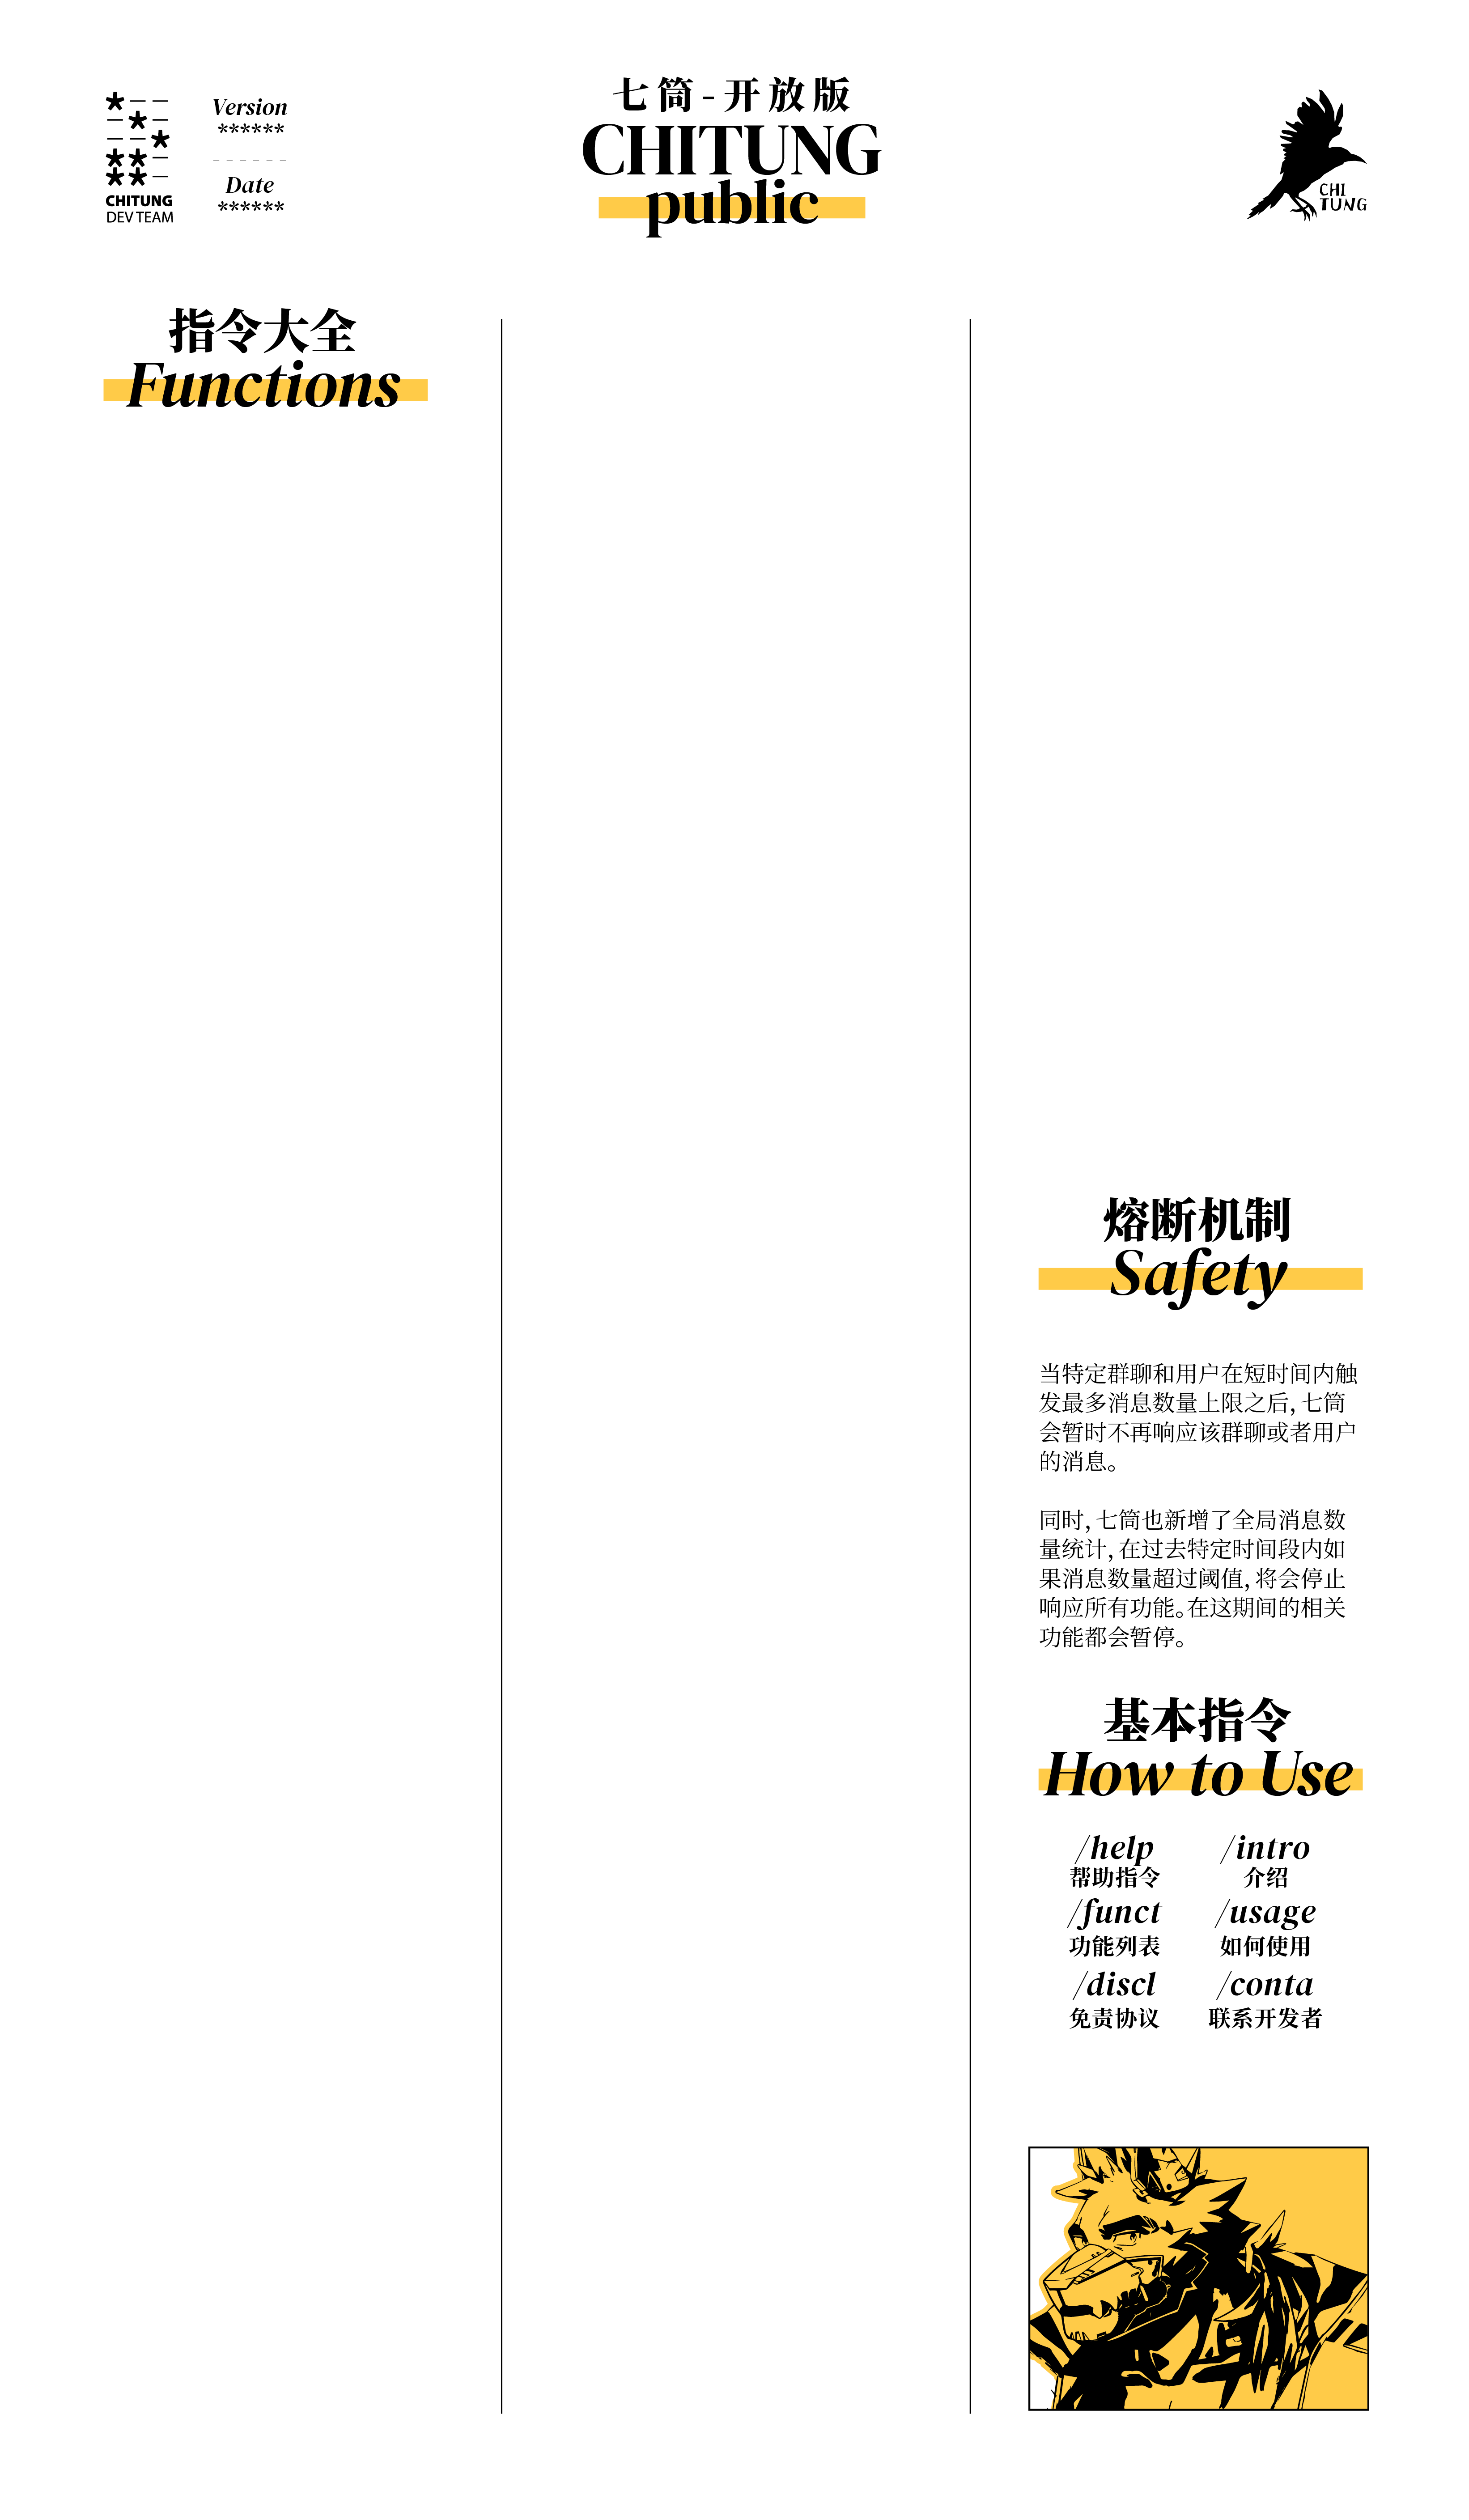 CHITUNG
DEV TEAM
Version
******
Date
******
七筒-开放版
CHITUNG
public
CHI
TUNG
指令大全
Functions
熔断机制
Safety
当特定群聊和用户在短时间内触
发最多消息数量上限之后，七筒
会暂时不再响应该群聊或者用户
的消息。
同时，七筒也新增了全局消息数
量统计，在过去特定时间段内如
果消息数量超过阈值，将会停止
响应所有功能。在这期间的相关
功能都会暂停。
基本指令
How to Use
/help /intro
帮助指令 介绍
/funct /usage
功能列表 如何使用
/discl /conta
免责协议 联系开发者